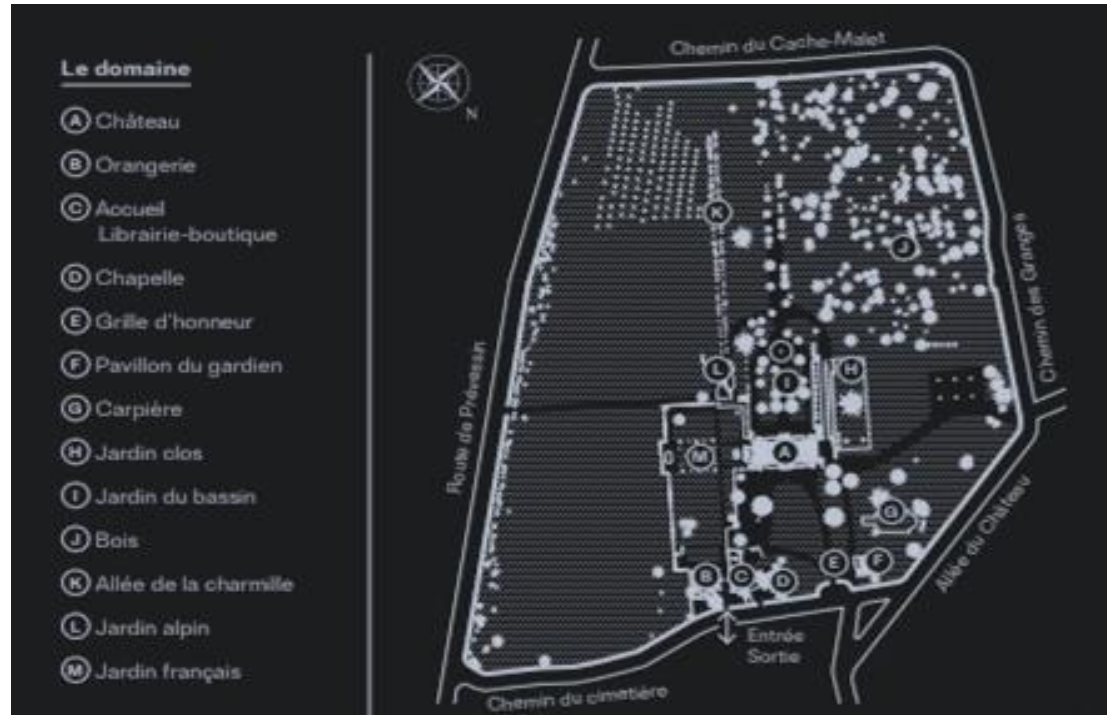 Le domaine
A Château
B Orangerie
C Accueil
Librairie-boutique
D Chapelle
E Grille d'honneur
F Pavillon du gardien
G Carpière
H Jardin clos
I Jardin du bassin
J Bois
K Allée de la charmille
L Jardin alpin
M Jardin français
N
Chemin du Cache-Malet
Chemin des Granges
Route de Prévessin
Allée du Château
Chemin du cimetière
Entrée
Sortie
K
J
L
I
H
M
A
G
B
C
D
E
F